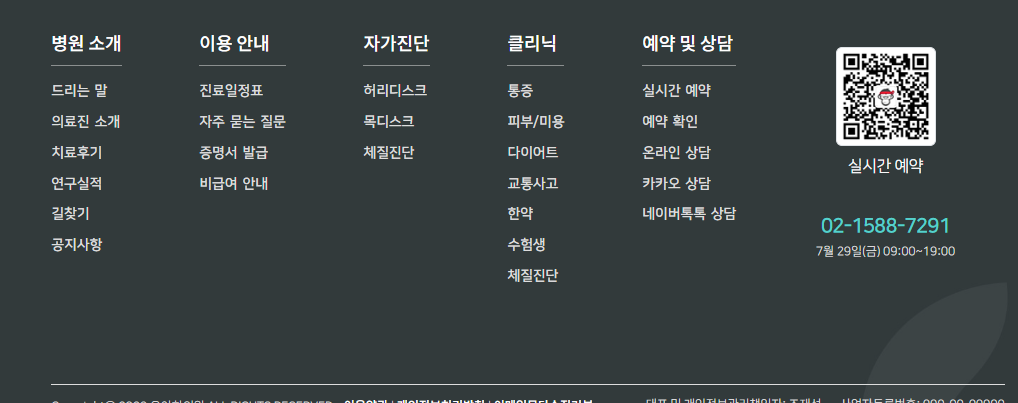 병원 소개
드리는 말
의료진 소개
치료후기
연구실적
길찾기
공지사항
이용 안내
진료일정표
자주 묻는 질문
증명서 발급
비급여 안내
자가진단
허리디스크
목디스크
체질진단
클리닉
통증
피부/미용
다이어트
교통사고
한약
수험생
체질진단
예약 및 상담
실시간 예약
예약 확인
온라인 상담
카카오 상담
네이버톡톡 상담
실시간 예약
02-1588-7291
7월 29일(금) 09:00~19:00